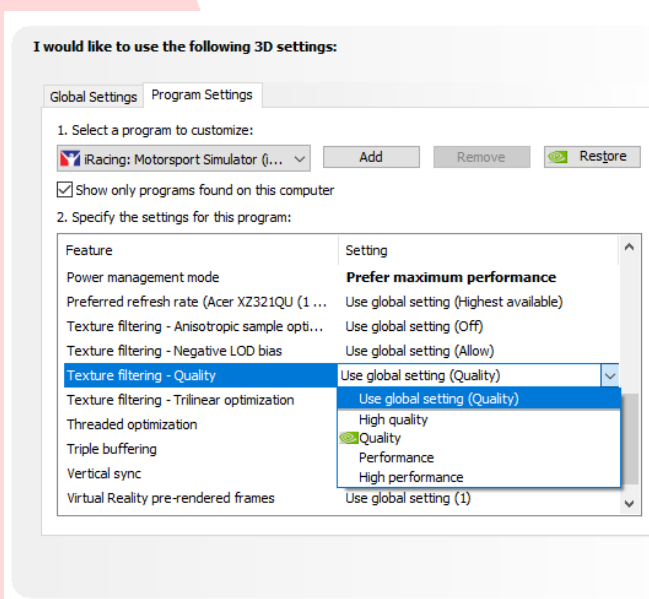 I would like to use the following 3D settings:
Global Settings Program Settings
1. Select a program to customize:
iRacing: Motorsport Simulator (i... Add Remove Restore
Show only programs found on this computer
2. Specify the settings for this program:
Feature Setting
Power management mode Prefer maximum performance
Preferred refresh rate (Acer XZ321QU (1 ... Use global setting (Highest available)
Texture filtering - Anisotropic sample opti... Use global setting (Off)
Texture filtering - Negative LOD bias Use global setting (Allow)
Texture filtering - Quality Use global setting (Quality)
Texture filtering - Trilinear optimization Use global setting (Quality)
Threaded optimization High quality
Quality
Triple buffering Performance
Vertical sync High performance
Virtual Reality pre-rendered frames Use global setting (1)